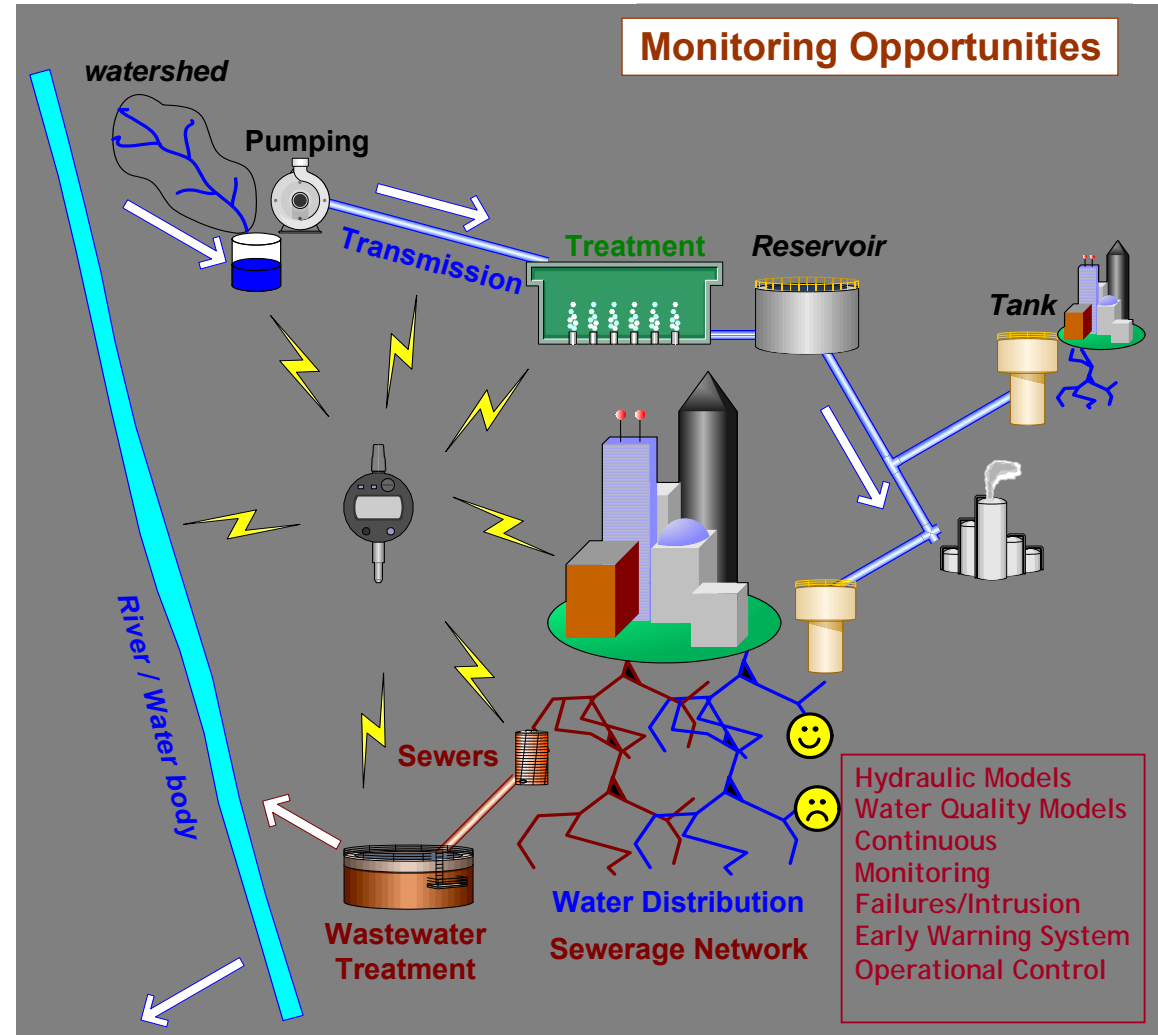 Monitoring Opportunities
watershed
Pumping
Transmission
Treatment
Reservoir
Tank
River / Water body
Sewers
Wastewater
Treatment
Water Distribution
Sewerage Network
Hydraulic Models
Water Quality Models
Continuous
Monitoring
Failures/Intrusion
Early Warning System
Operational Control